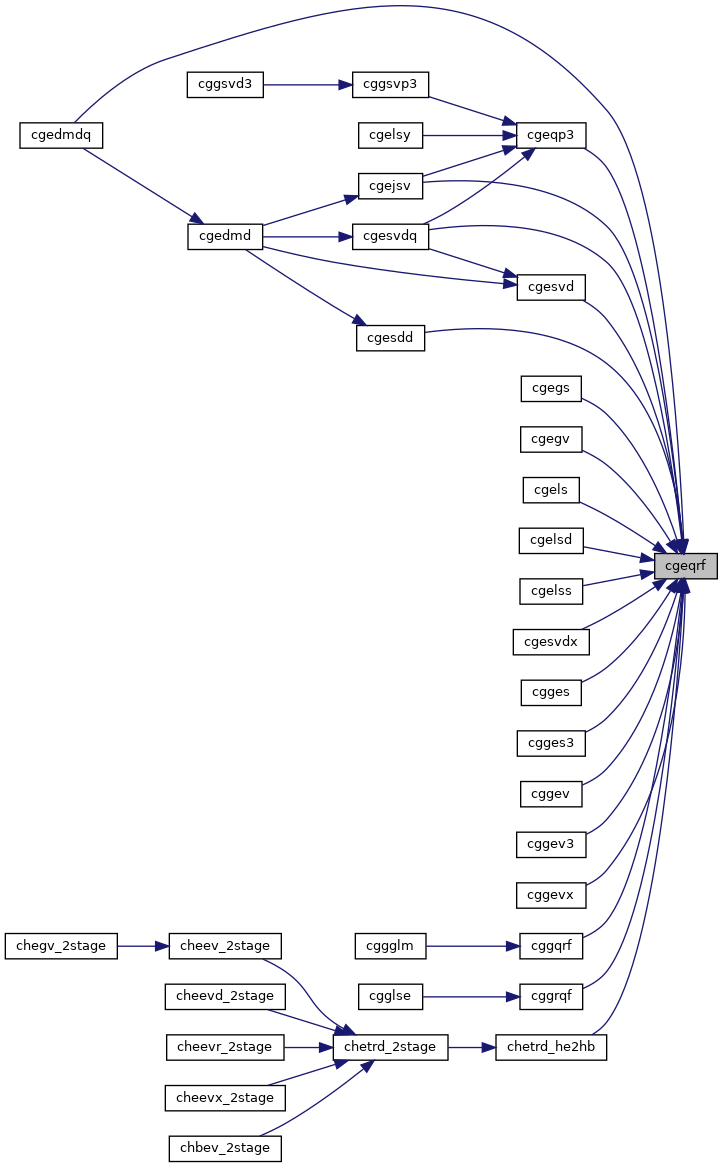 cggsvd3
cggsvp3
cgedmdq
cgelsy
cgeqp3
cgejsv
cgedmd
cgesvdq
cgesvd
cgesdd
cgegs
cgegv
cgels
cgelsd
cgeqrf
cgelss
cgesvdx
cgges
cgges3
cggev
cggev3
cggevx
chegv_2stage
cheev_2stage
cggglm
cggqrf
cheevd_2stage
cgglse
cggrqf
cheevr_2stage
chetrd_2stage
chetrd_he2hb
cheevx_2stage
chbev_2stage